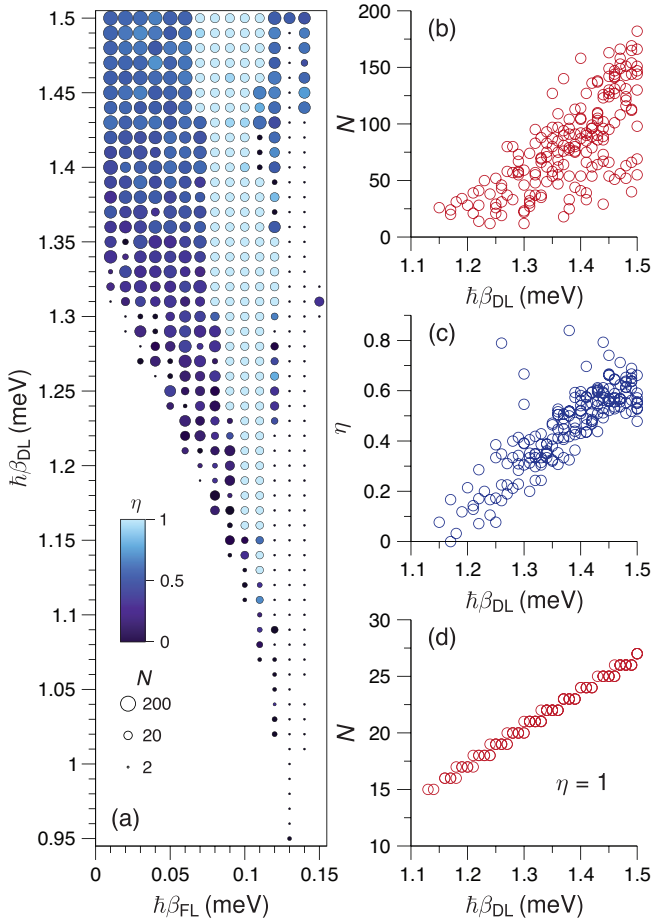 1.5
1.45
1.4
1.35
1.3
1.25
1.2
1.15
1.1
1.05
1
0.95
ħβDL (meV)
η
1
0.5
0
N
200
20
2
(a)
0 0.05 0.1 0.15
ħβFL (meV)
(b)
200
150
100
50
0
N
1.1 1.2 1.3 1.4 1.5
ħβDL (meV)
(c)
0.8
0.6
0.4
0.2
0
η
1.1 1.2 1.3 1.4 1.5
ħβDL (meV)
(d)
30
25
20
15
10
N
η = 1
1.1 1.2 1.3 1.4 1.5
ħβDL (meV)